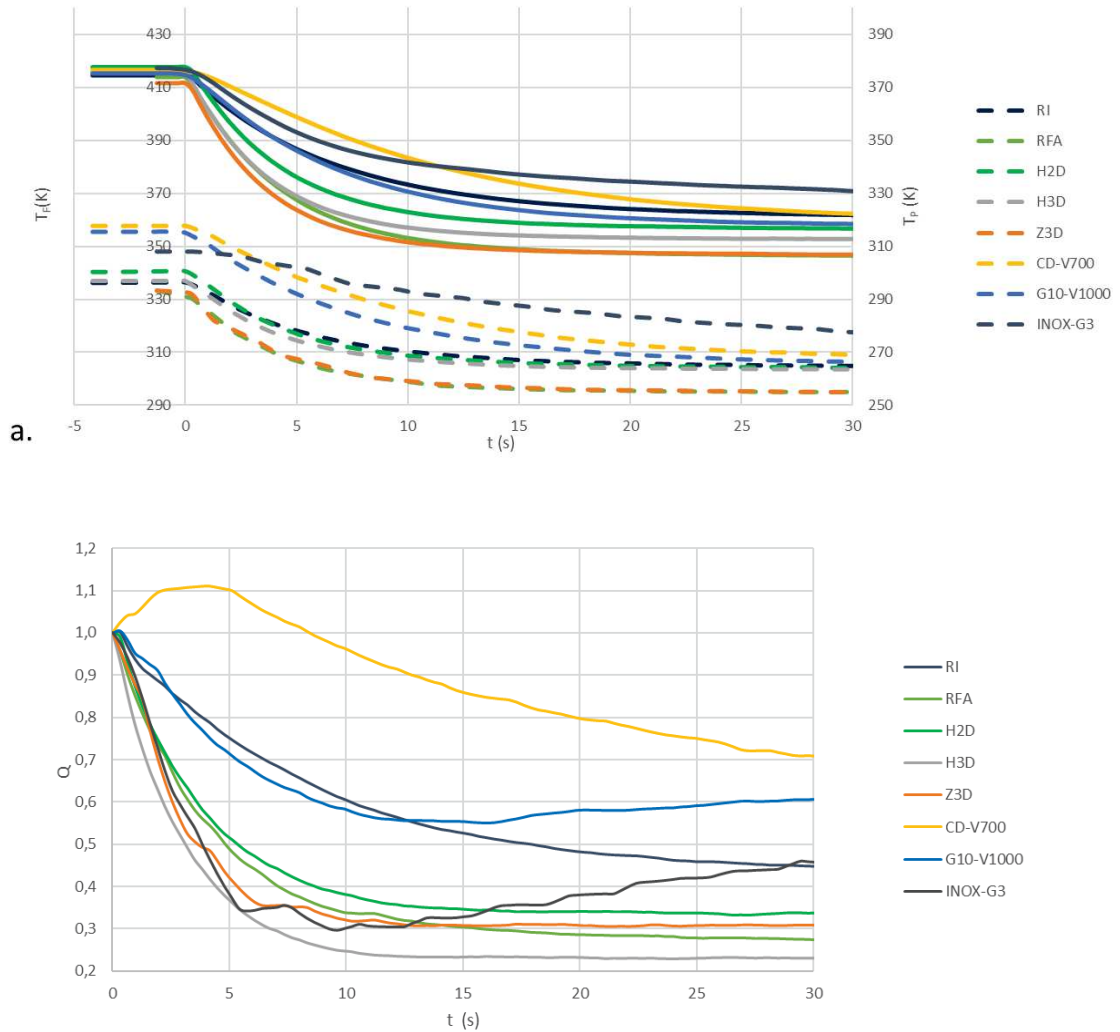 430
410
390
370
350
330
310
290
T_F(K)
390
370
350
330
310
290
270
250
T_P (K)
-5 0 5 10 15 20 25 30
t (s)
a.
RI
RFA
H2D
H3D
Z3D
CD-V700
G10-V1000
INOX-G3
1,2
1,1
1,0
0,9
0,8
0,7
0,6
0,5
0,4
0,3
0,2
Q
0 5 10 15 20 25 30
t (s)
RI
RFA
H2D
H3D
Z3D
CD-V700
G10-V1000
INOX-G3